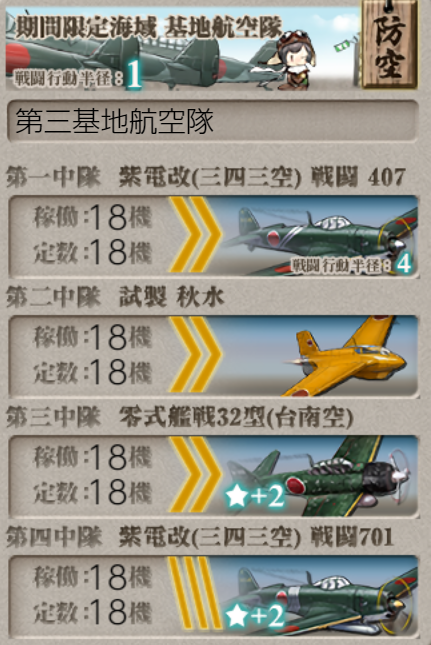 期間限定海域 基地航空隊
防空
戦闘行動半径:1
第三基地航空隊
第一中隊 紫電改(三四三空) 戦闘 407
稼働:18機
定数:18機
戦闘行動半径:4
第二中隊 試製 秋水
稼働:18機
定数:18機
第三中隊 零式艦戦32型(台南空)
稼働:18機
定数:18機
★+2
第四中隊 紫電改(三四三空) 戦闘701
稼働:18機
定数:18機
★+2